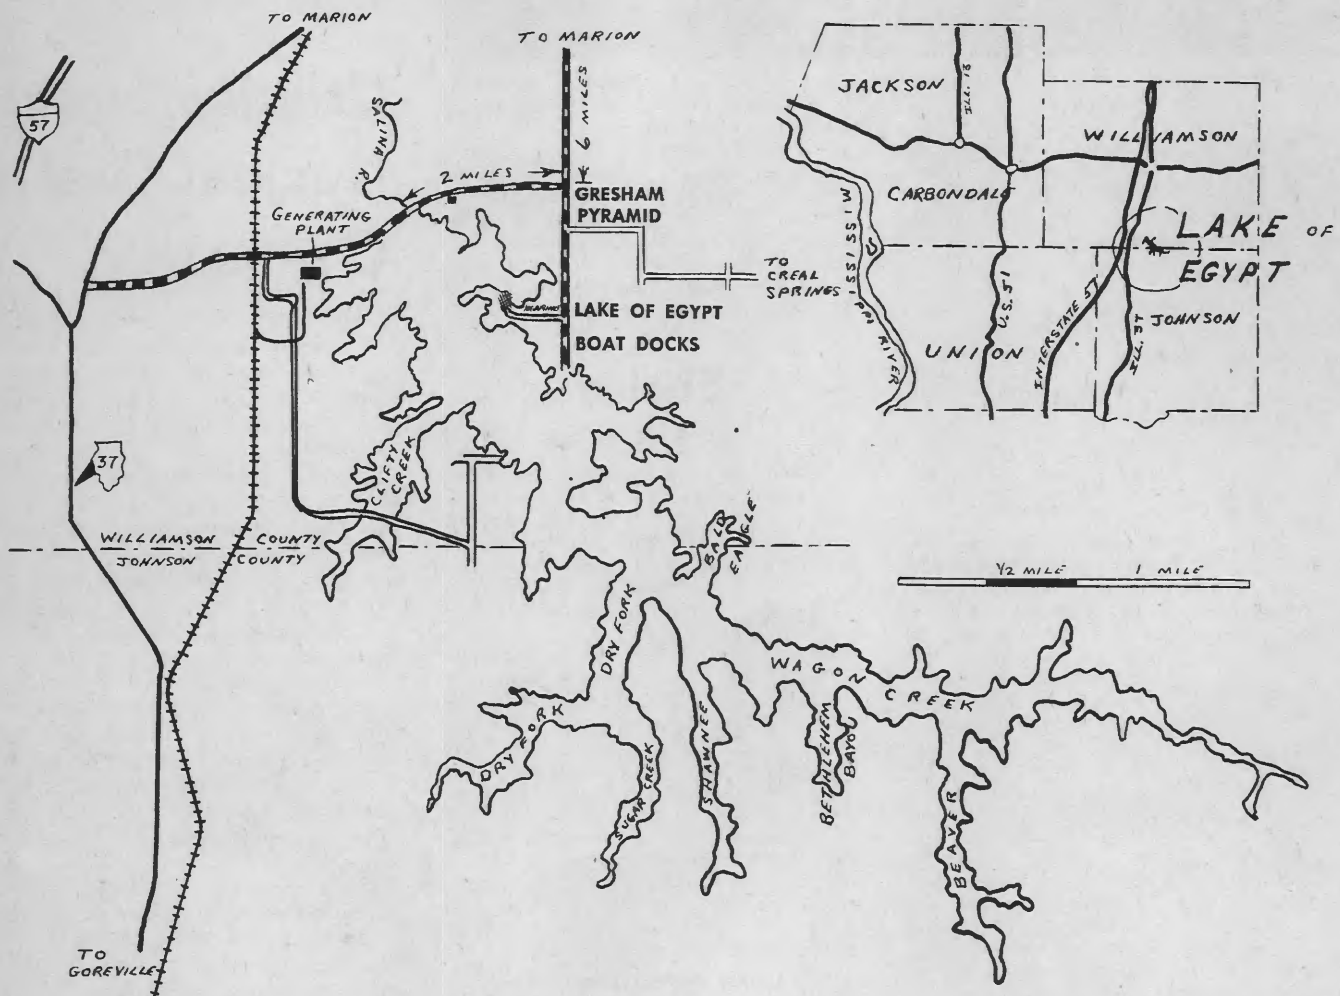 TO MARION
57
TO MARION
6 MILES
SALINA R.
2 MILES
GRESHAM
PYRAMID
GENERATING
PLANT
TO
CREAL
SPRINGS
LAKE OF EGYPT
BOAT DOCKS
CLIFTY
CREEK
37
WILLIAMSON COUNTY
JOHNSON COUNTY
BALD
EAGLE
DRY FORK
DRY FORK
SUGAR CREEK
SHAWNEE
WAGON
CREEK
BETHLEHEM
BAYOU
BEAVER
TO
GOREVILLE
JACKSON
ILL. 13
WILLIAMSON
CARBONDALE
MISSISSIPPI RIVER
U.S. 51
UNION
INTERSTATE 57
ILL. 37
JOHNSON
LAKE OF
EGYPT
1/2 MILE 1 MILE